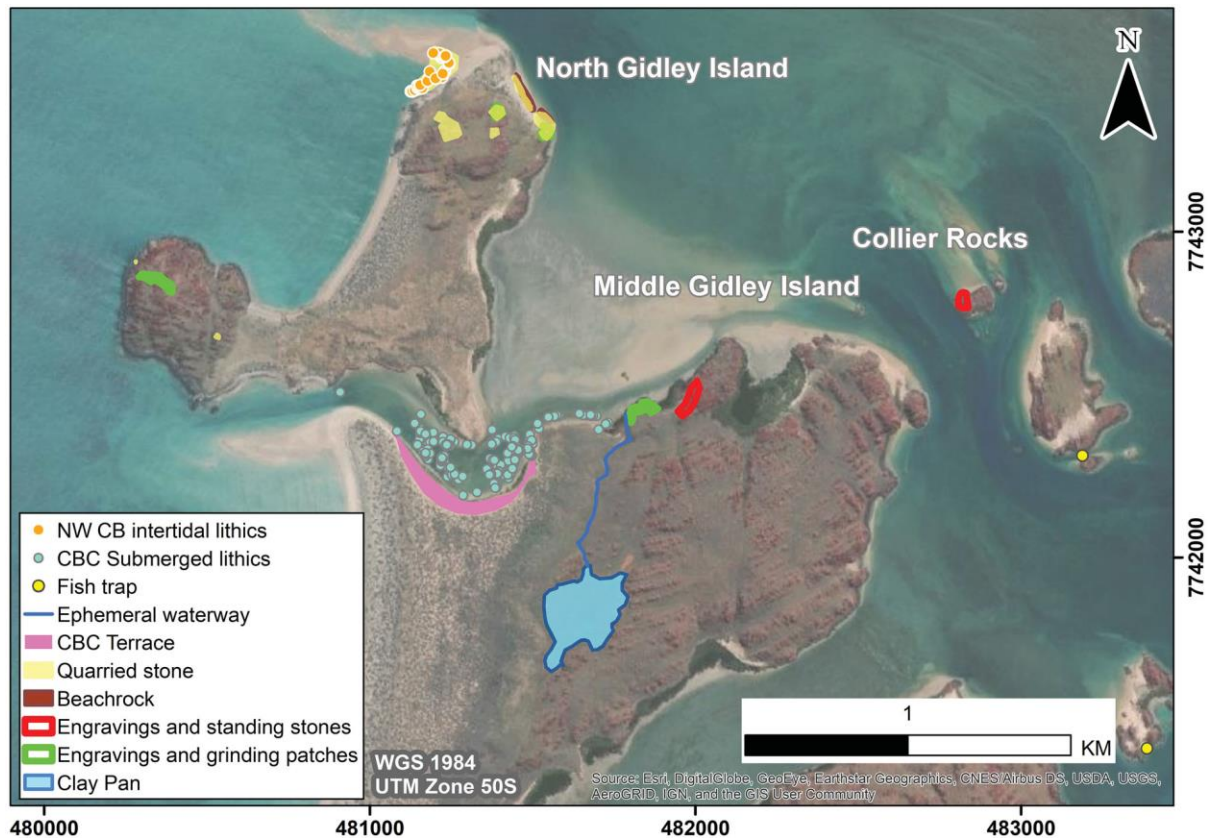 North Gidley Island
N
Collier Rocks
Middle Gidley Island
7743000
7742000
NW CB intertidal lithics
CBC Submerged lithics
Fish trap
Ephemeral waterway
CBC Terrace
Quarried stone
Beachrock
Engravings and standing stones
Engravings and grinding patches
Clay Pan
WGS 1984
UTM Zone 50S
1
KM
Source: Esri, DigitalGlobe, GeoEye, Earthstar Geographics, CNES/Airbus DS, USDA, USGS,
AeroGRID, IGN, and the GIS User Community
480000 481000 482000 483000